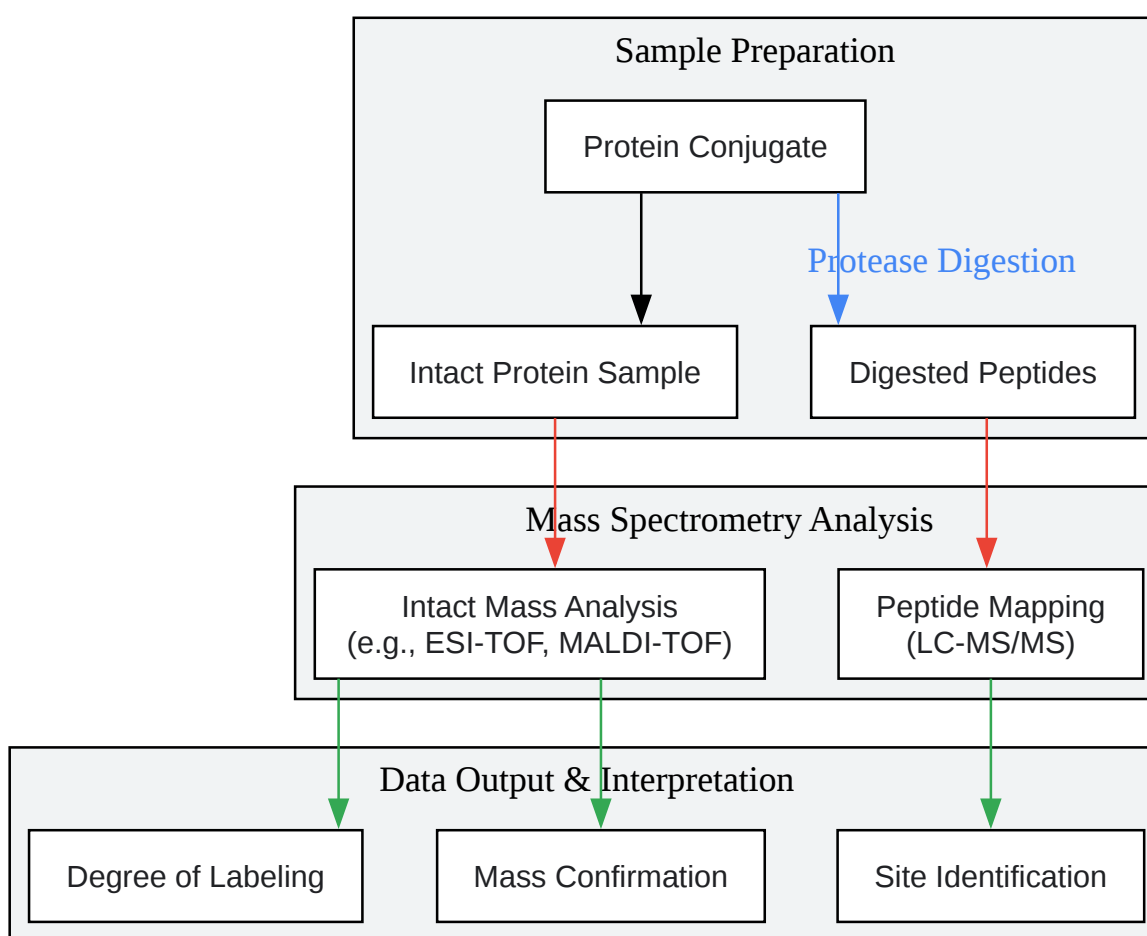 Sample Preparation
Protein Conjugate
Protease Digestion
Intact Protein Sample
Digested Peptides
Mass Spectrometry Analysis
Intact Mass Analysis
(e.g., ESI-TOF, MALDI-TOF)
Peptide Mapping
(LC-MS/MS)
Data Output & Interpretation
Degree of Labeling
Mass Confirmation
Site Identification